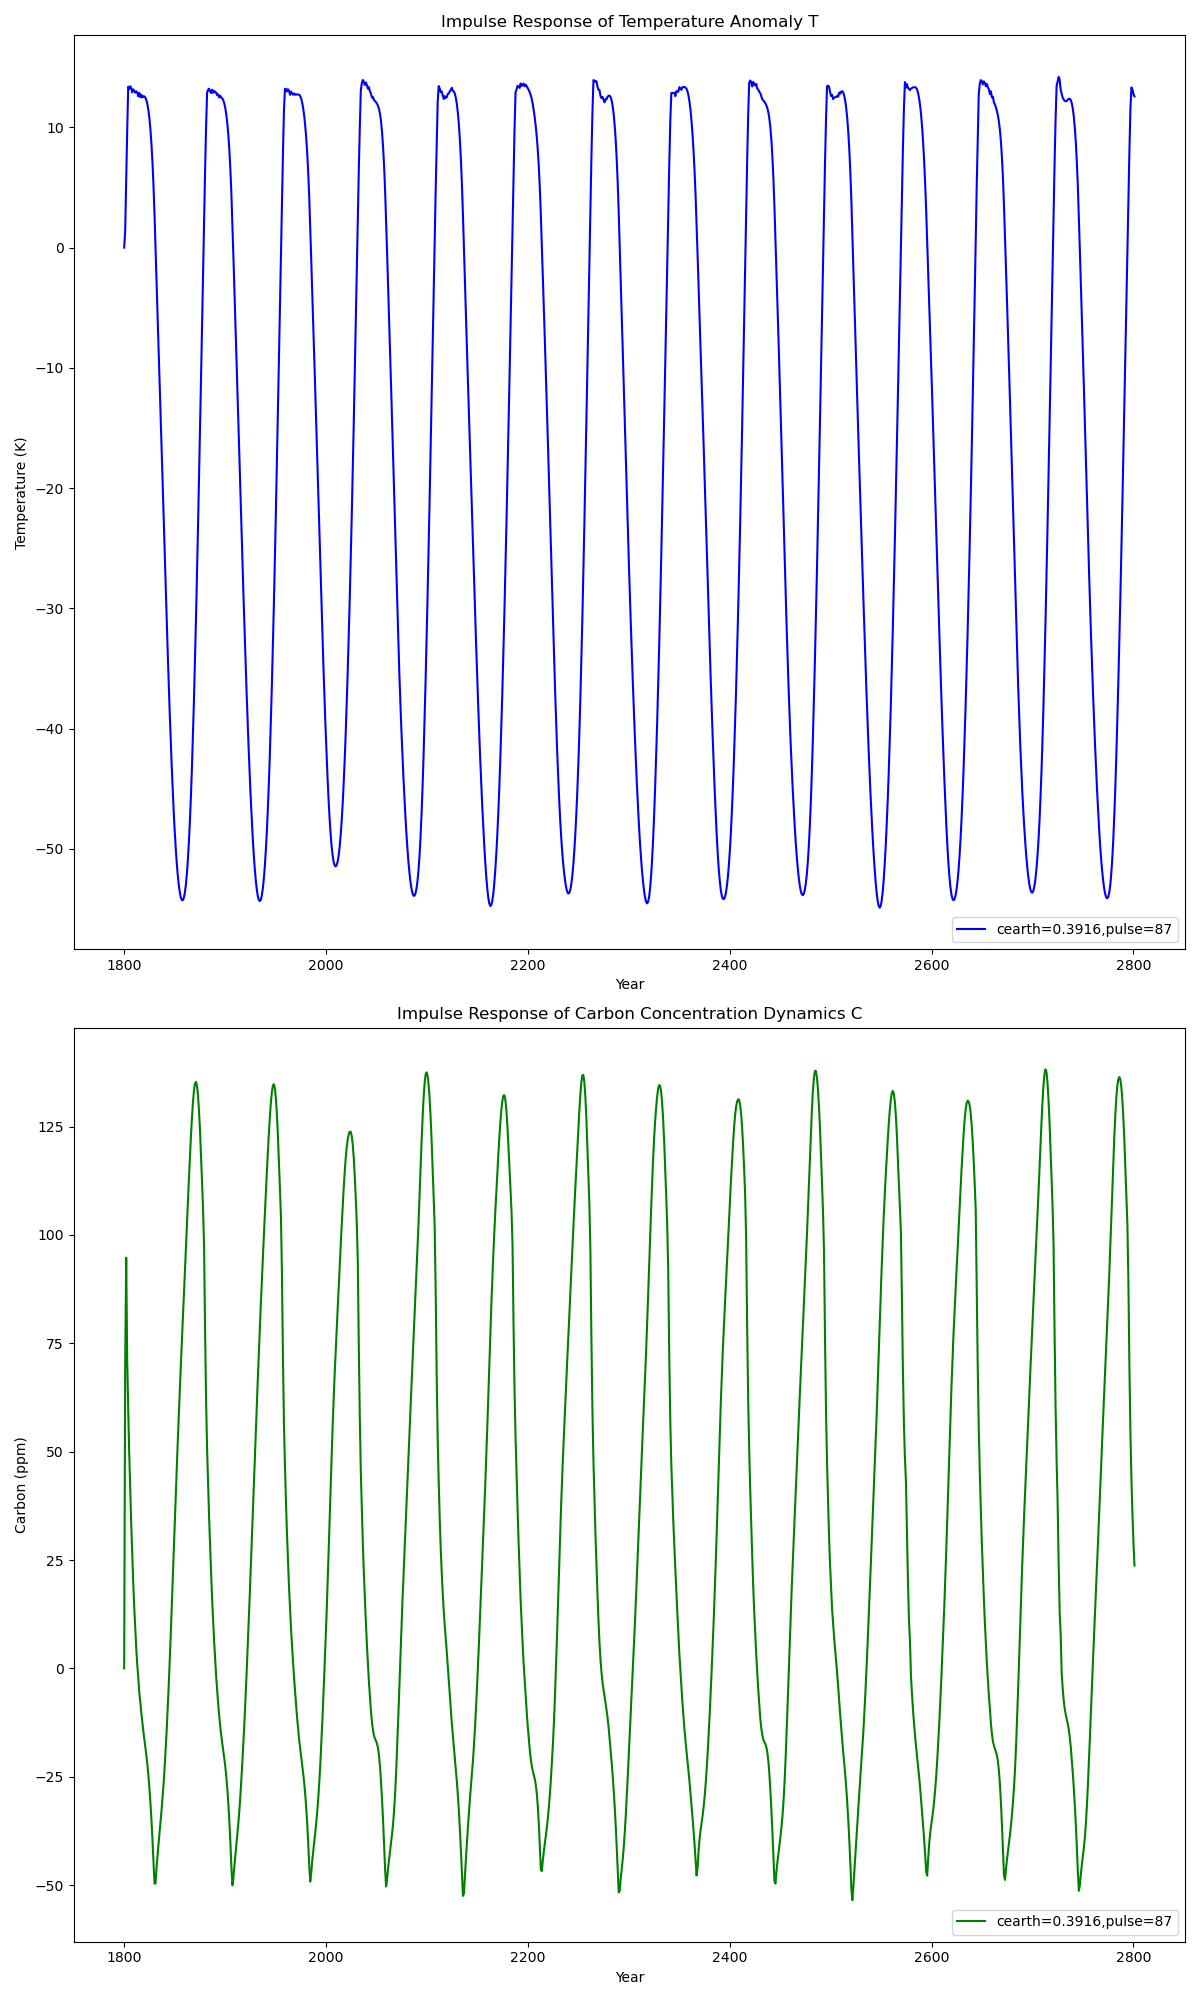 Impulse Response of Temperature Anomaly T
Temperature (K)
10
0
−10
−20
−30
−40
−50
cearth=0.3916,pulse=87
1800 2000 2200 2400 2600 2800
Year
Impulse Response of Carbon Concentration Dynamics C
Carbon (ppm)
125
100
75
50
25
0
−25
−50
cearth=0.3916,pulse=87
1800 2000 2200 2400 2600 2800
Year